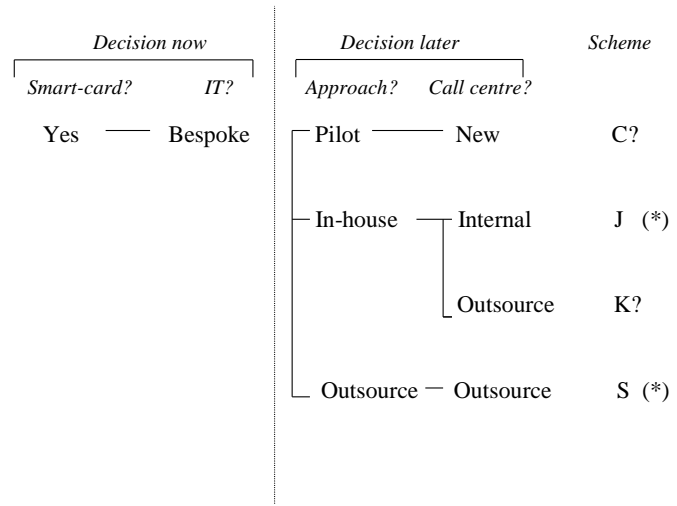 Decision now Decision later Scheme
Smart-card? IT? Approach? Call centre?
Yes Bespoke Pilot New C?
In-house Internal J (*)
Outsource K?
Outsource Outsource S (*)